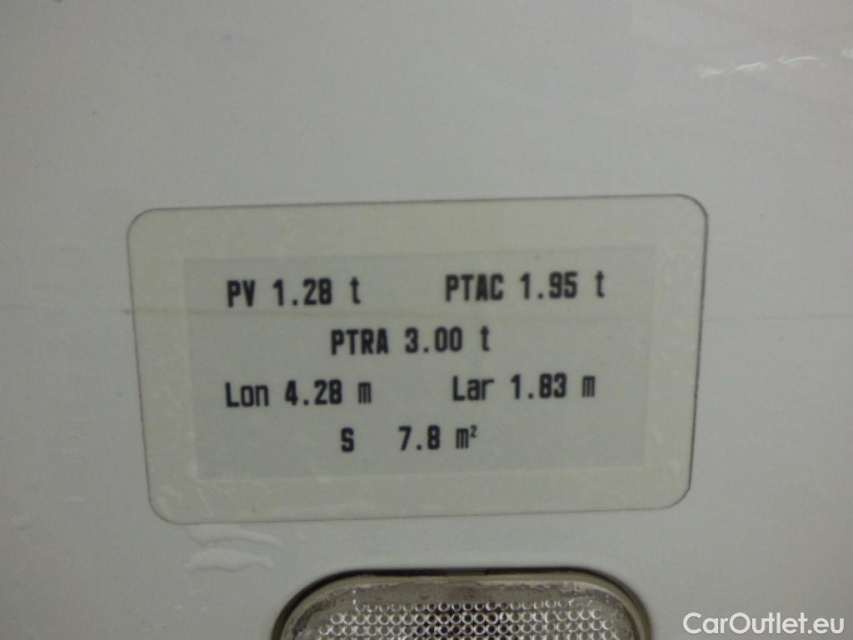 PV 1.28 t PTAC 1.95 t
PTRA 3.00 t
Lon 4.28 m Lar 1.83 m
S 7.8 m²
CarOutlet.eu